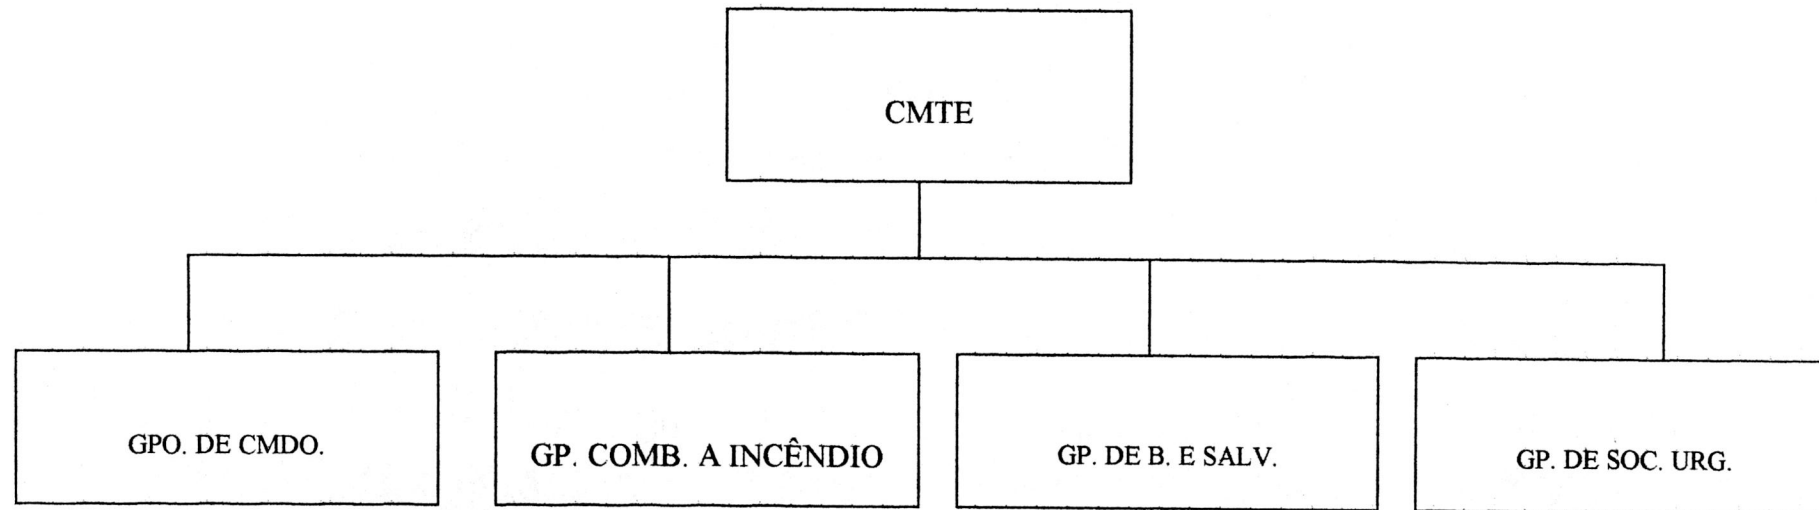 CMTE
GPO. DE CMDO.
GP. COMB. A INCÊNDIO
GP. DE B. E SALV.
GP. DE SOC. URG.